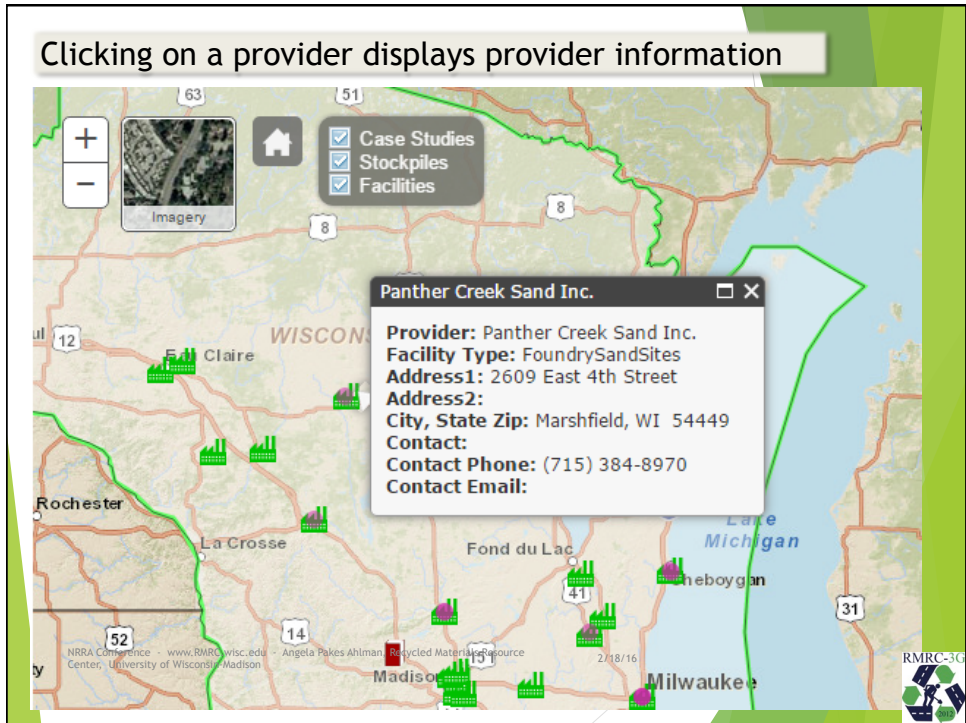 Clicking on a provider displays provider information
63
51
+
−
Imagery
Case Studies
Stockpiles
Facilities
8
8
Panther Creek Sand Inc.
WISCONS
12
Eau Claire
Provider: Panther Creek Sand Inc.
Facility Type: FoundrySandSites
Address1: 2609 East 4th Street
Address2:
City, State Zip: Marshfield, WI 54449
Contact:
Contact Phone: (715) 384-8970
Contact Email:
Rochester
La Crosse
Fond du Lac
Lake
Michigan
Sheboygan
41
31
52
14
151
NRRA Conference - www.RMRC.wisc.edu - Angela Pakes Ahlman, Recycled Materials Resource
Center, University of Wisconsin-Madison
2/18/16
Madison
Milwaukee
RMRC-3G
2012